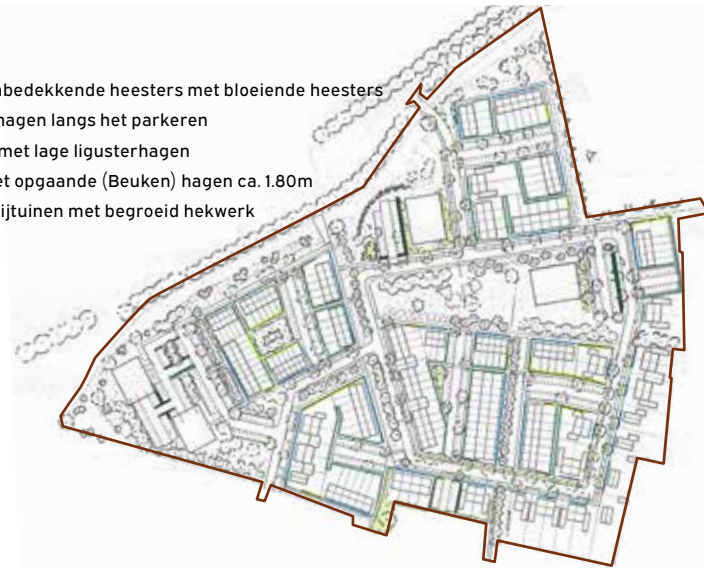 nbedekkende heesters met bloeiende heesters
hagen langs het parkeren
met lage ligusterhagen
et opgaande (Beuken) hagen ca. 1.80m
ijtuinen met begroeid hekwerk